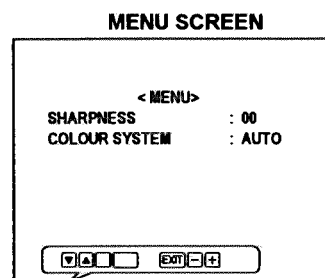 MENU SCREEN
< MENU>
SHARPNESS : 00
COLOUR SYSTEM : AUTO
▼ ▲ EXIT − +